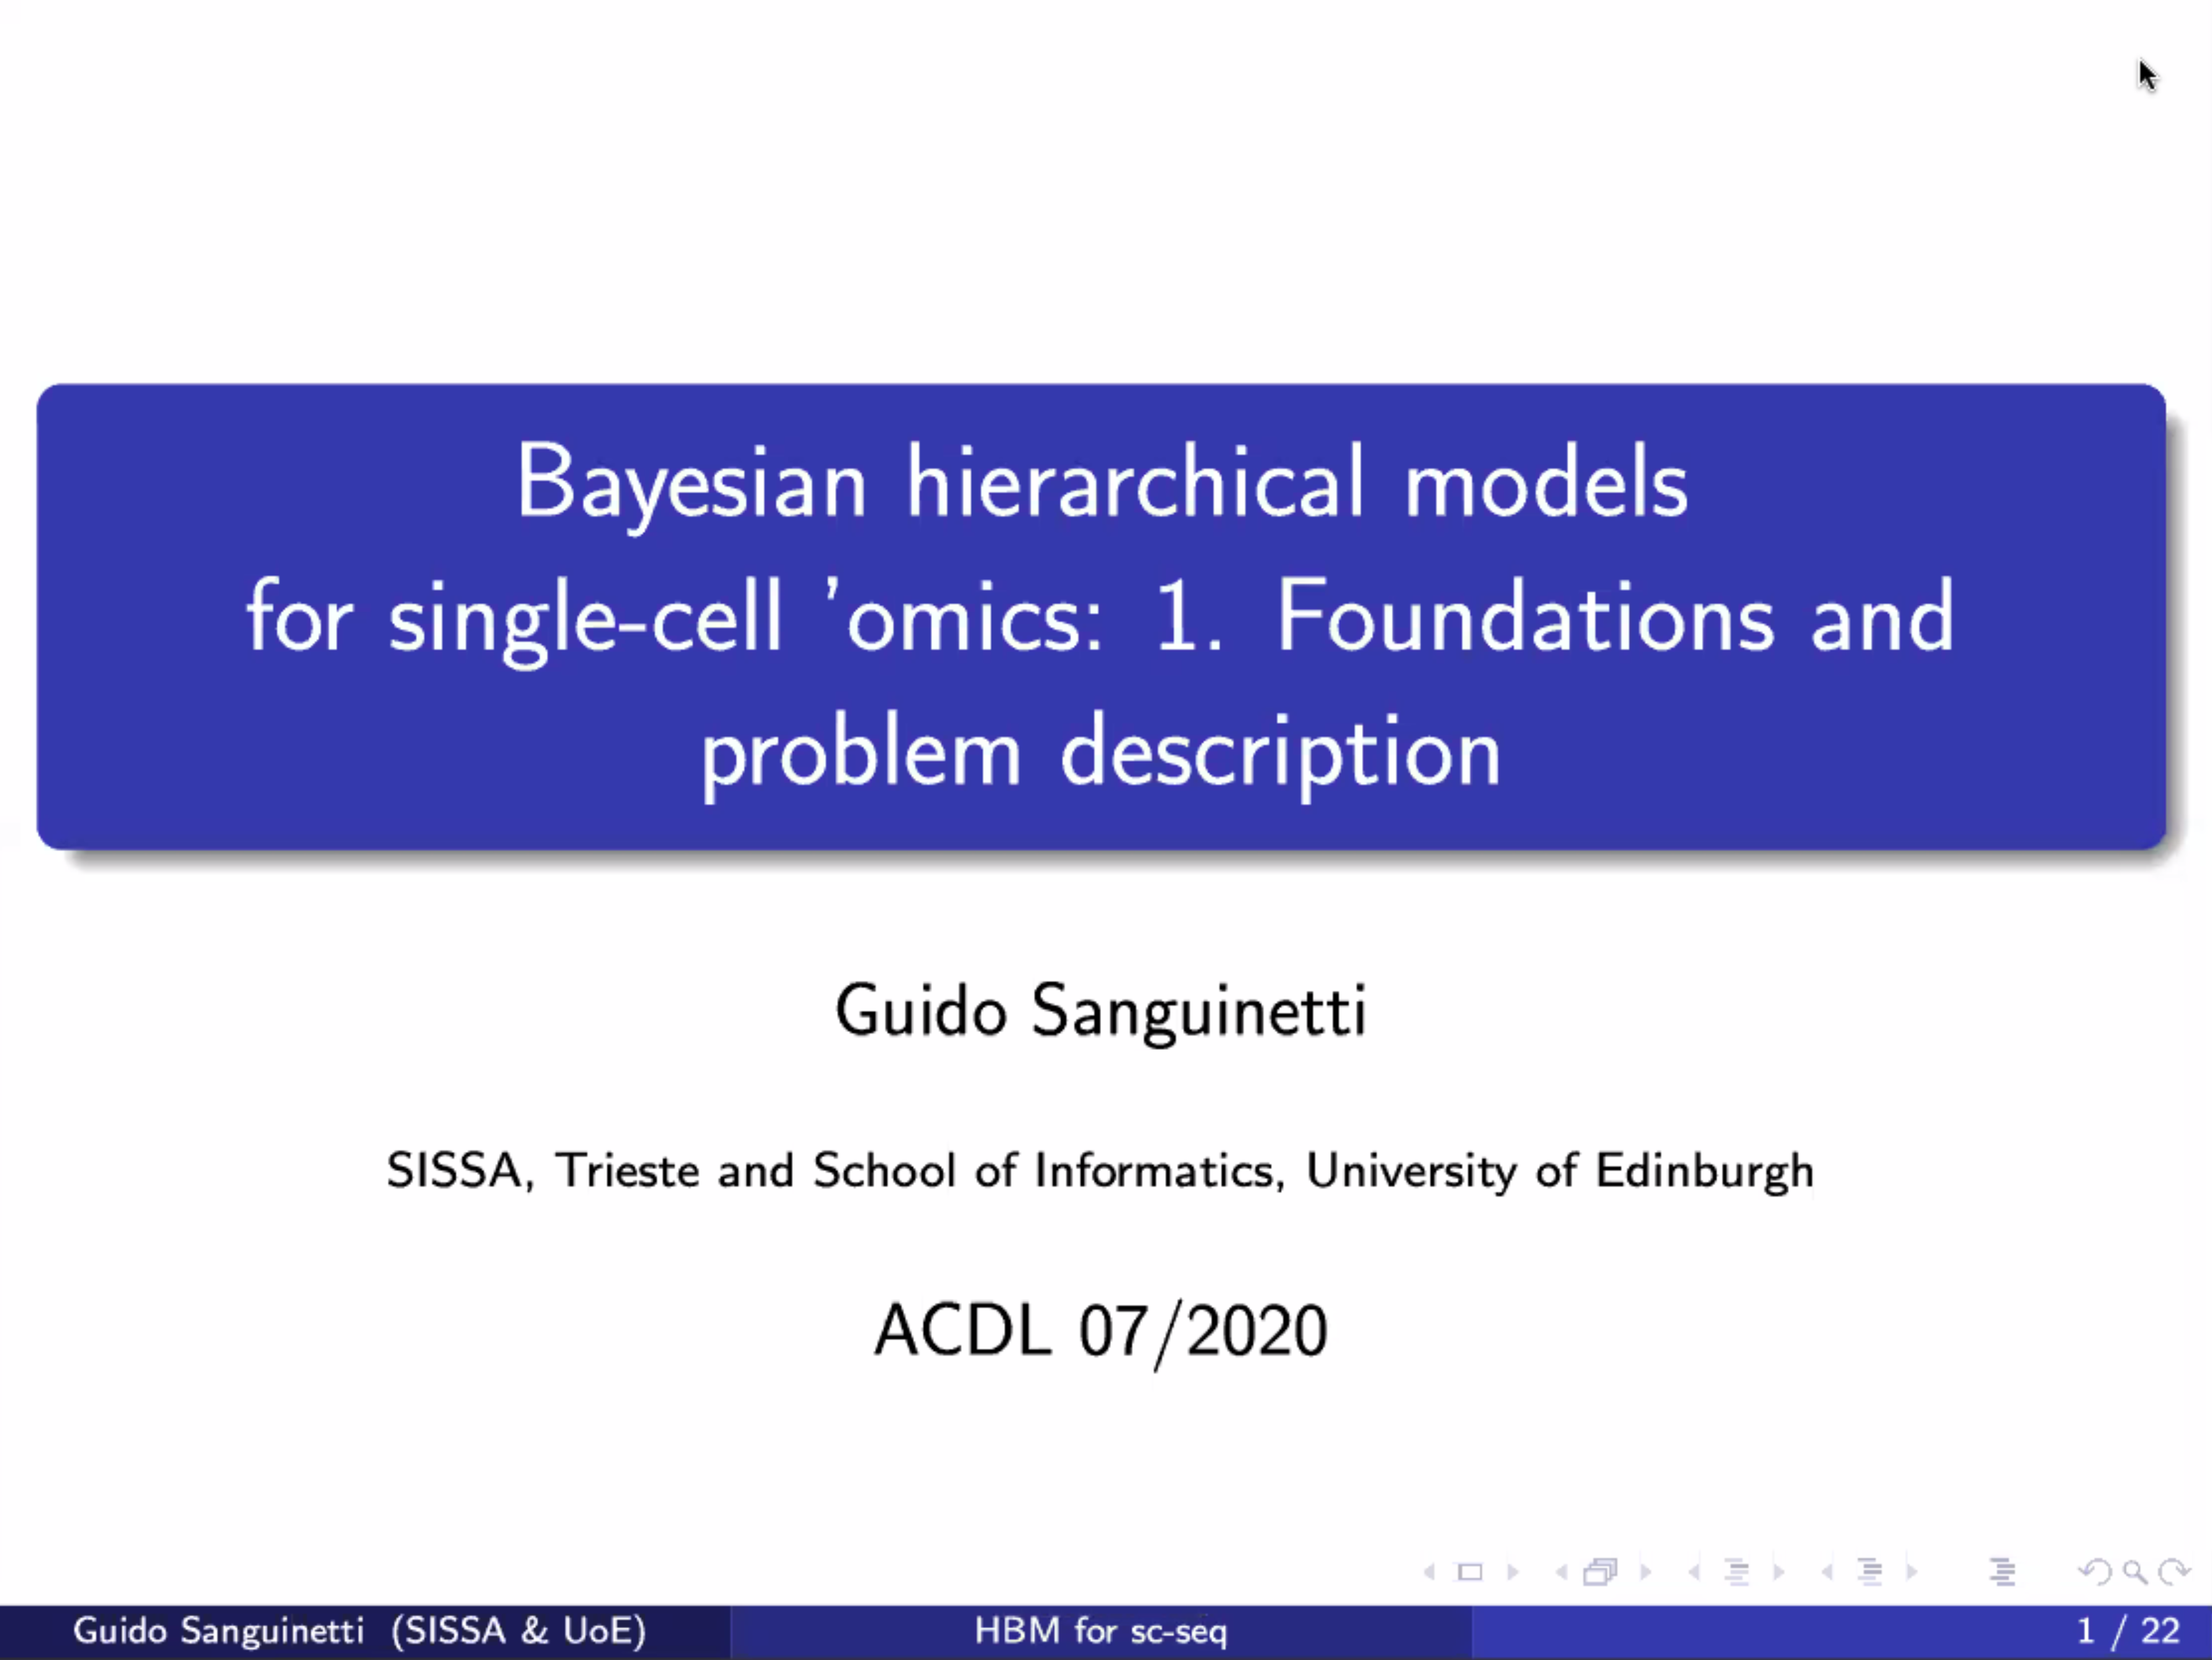 Bayesian hierarchical models
for single-cell 'omics: 1. Foundations and
problem description
Guido Sanguinetti
SISSA, Trieste and School of Informatics, University of Edinburgh
ACDL 07/2020
Guido Sanguinetti (SISSA & UoE)
HBM for sc-seq
1 / 22